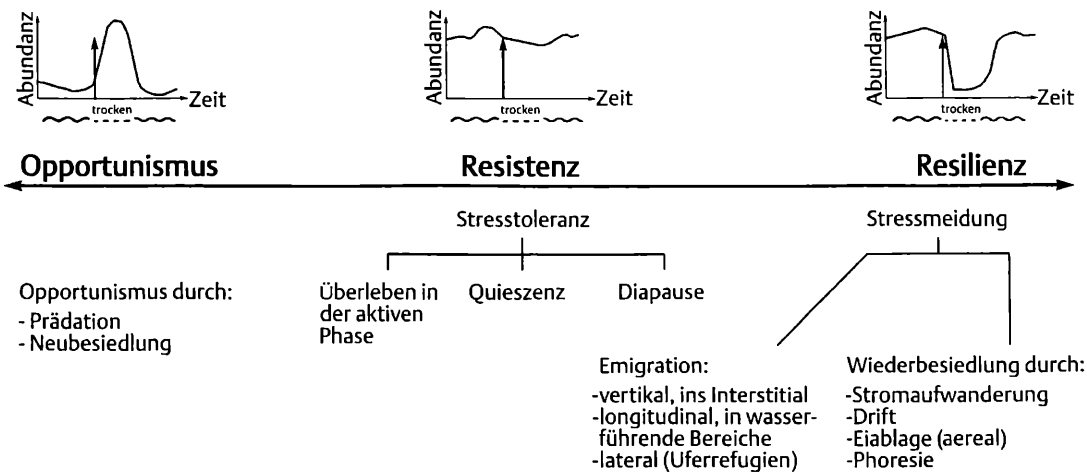 Abundanz
Zeit
trocken
Abundanz
Zeit
trocken
Abundanz
Zeit
trocken
Opportunismus
Resistenz
Resilienz
Stresstoleranz
Stressmeidung
Opportunismus durch:
- Prädation
- Neubesiedlung
Überleben in
der aktiven
Phase
Quieszenz
Diapause
Emigration:
-vertikal, ins Interstitial
-longitudinal, in wasser-
führende Bereiche
-lateral (Uferrefugien)
Wiederbesiedlung durch:
-Stromaufwanderung
-Drift
-Eiablage (aereal)
-Phoresie